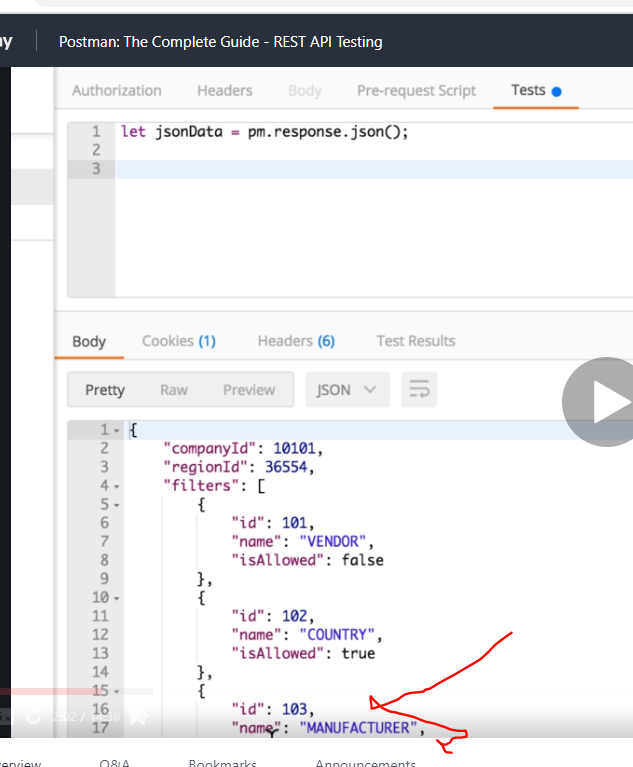 Postman: The Complete Guide - REST API Testing
Authorization Headers Body Pre-request Script Tests
1 let jsonData = pm.response.json();
2
3
Body Cookies (1) Headers (6) Test Results
Pretty Raw Preview JSON
1 {
2 "companyId": 10101,
3 "regionId": 36554,
4 "filters": [
5 {
6 "id": 101,
7 "name": "VENDOR",
8 "isAllowed": false
9 },
10 {
11 "id": 102,
12 "name": "COUNTRY",
13 "isAllowed": true
14 },
15 {
16 "id": 103,
17 "name": "MANUFACTURER",
Q&A Bookmarks Announcements